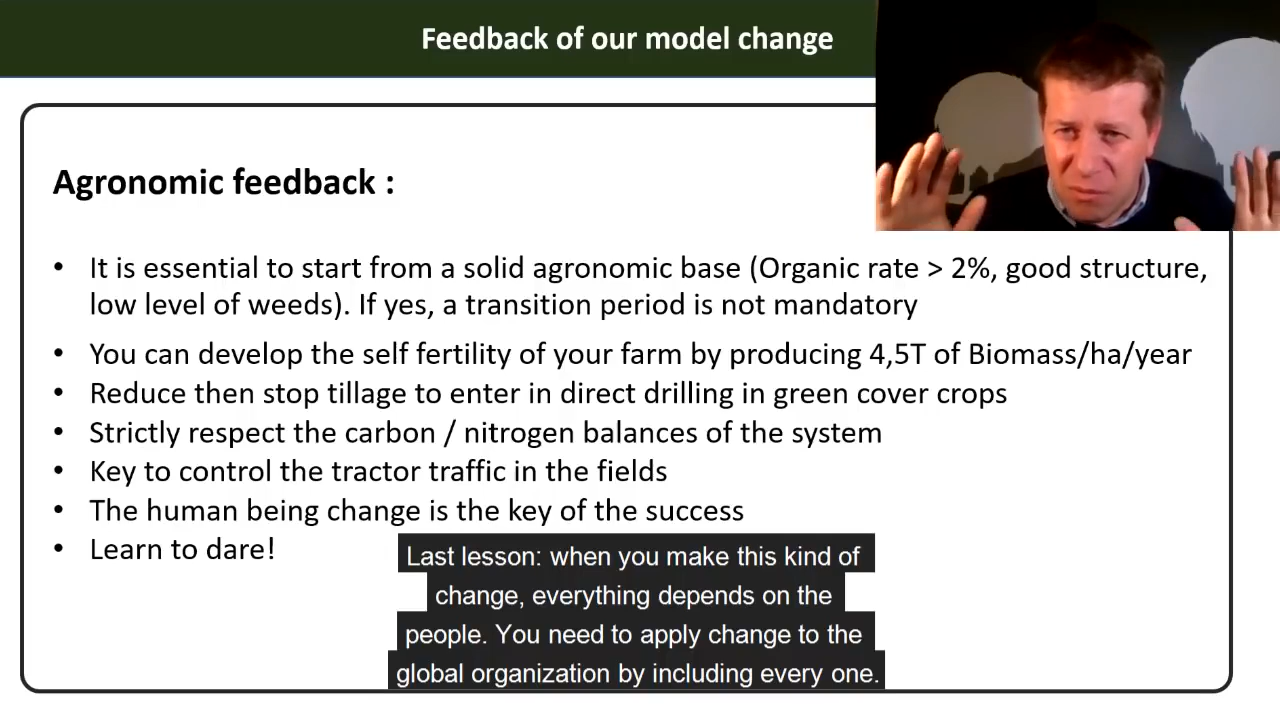 Feedback of our model change
Agronomic feedback :
• It is essential to start from a solid agronomic base (Organic rate > 2%, good structure,
low level of weeds). If yes, a transition period is not mandatory
• You can develop the self fertility of your farm by producing 4,5T of Biomass/ha/year
• Reduce then stop tillage to enter in direct drilling in green cover crops
• Strictly respect the carbon / nitrogen balances of the system
• Key to control the tractor traffic in the fields
• The human being change is the key of the success
• Learn to dare!
Last lesson: when you make this kind of
change, everything depends on the
people. You need to apply change to the
global organization by including every one.